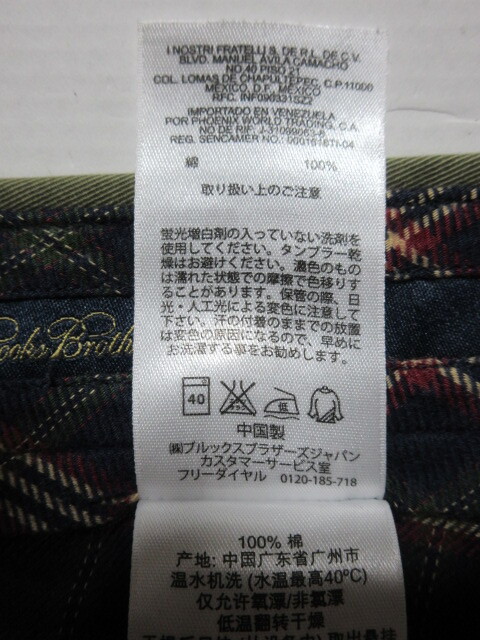 I NOSTRI FRATELLI S. DE R.L. DE C.V.
BLVD. MANUEL AVILA CAMACHO
NO.40 PISO 21
COL. LOMAS DE CHAPULTEPEC, C.P.11000
MEXICO, D.F., MEXICO
RFC. INF090331SZ2
IMPORTADO EN VENEZUELA
POR PHOENIX WORLD TRADING, C.A.
NO DE RIF: J-31099063-6
REG. SENCAMER NO.:0001618TI-04
綿 100%
取り扱い上のご注意
蛍光増白剤の入っていない洗剤を
使用してください。タンブラー乾
燥はお避けください。濃色のもの
は濡れた状態での摩擦で色移りす
ることがあります。保管の際、日
光・人工光による変色に注意して
下さい。汗の付着のままでの放置
は変色の原因になるので、早めに
お洗濯する事をお勧めします。
40
低
中国製
㈱ブルックスブラザーズジャパン
カスタマーサービス室
フリーダイヤル 0120-185-718
ooks Broth
100% 棉
产地: 中国广东省广州市
温水机洗 (水温最高40ºC)
仅允许氧漂/非氯漂
低温翻转干燥